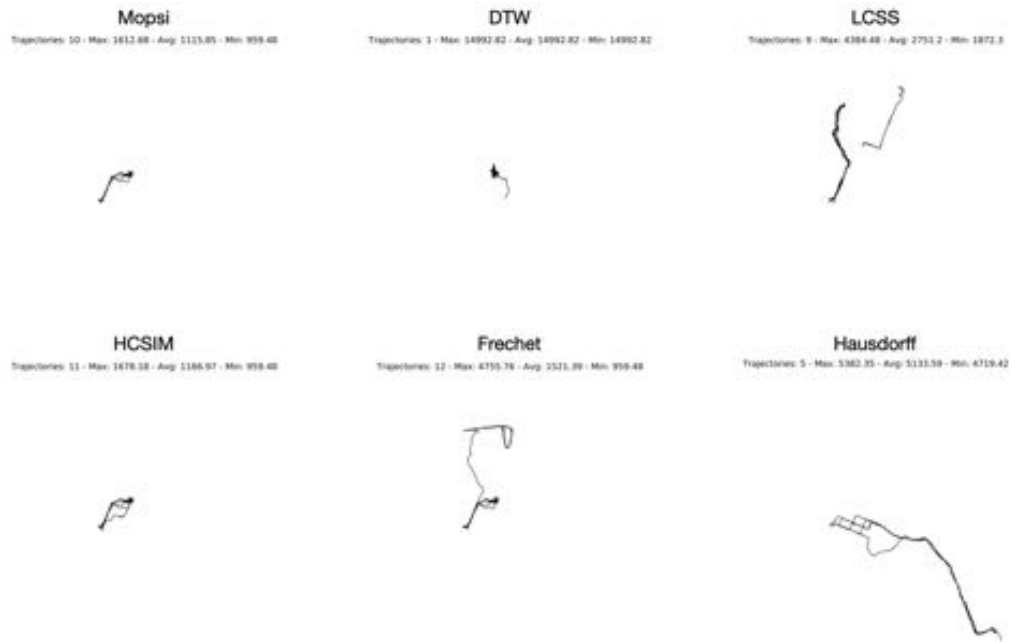 Mopsi
Trajectories: 10 - Max: 1612.68 - Avg: 1115.85 - Min: 959.48
DTW
Trajectories: 1 - Max: 14992.82 - Avg: 14992.82 - Min: 14992.82
LCSS
Trajectories: 9 - Max: 4384.48 - Avg: 2751.2 - Min: 1872.3
HCSIM
Trajectories: 11 - Max: 1678.18 - Avg: 1166.97 - Min: 959.48
Frechet
Trajectories: 12 - Max: 4755.76 - Avg: 1521.39 - Min: 959.48
Hausdorff
Trajectories: 5 - Max: 5382.35 - Avg: 5133.59 - Min: 4719.42